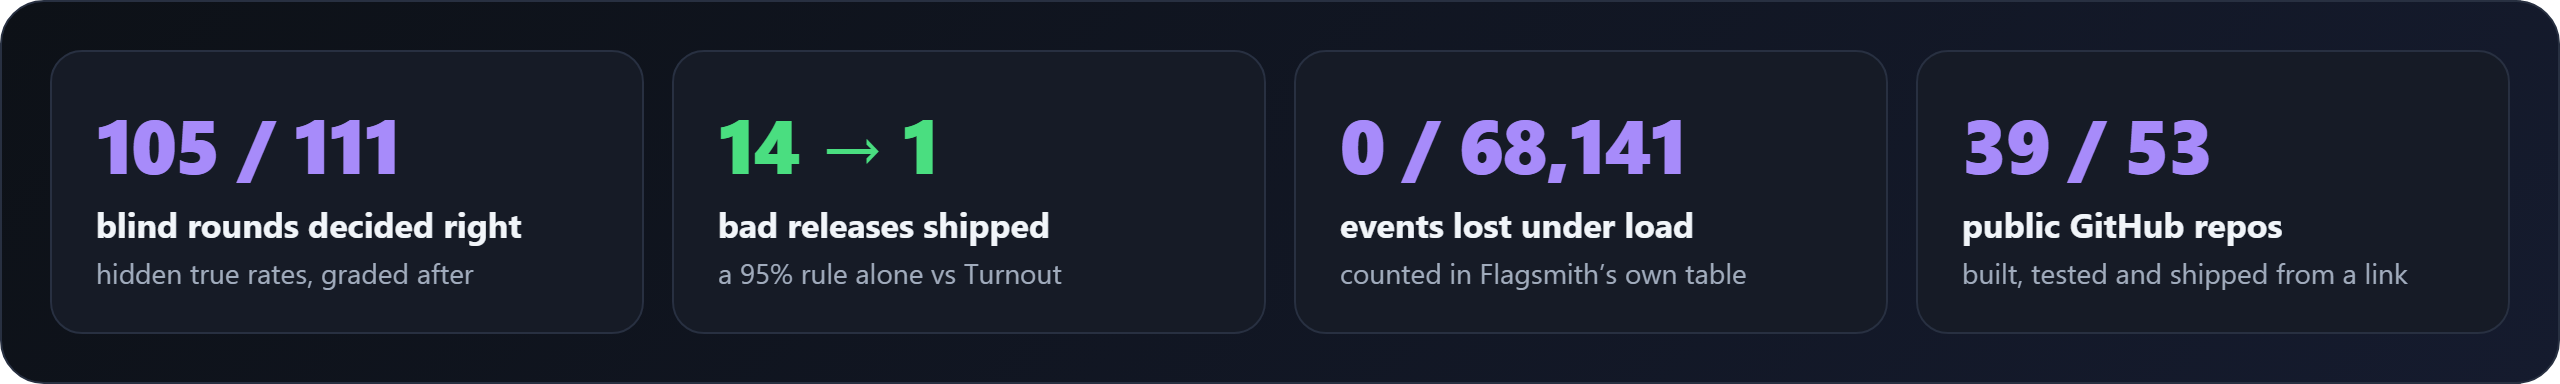 105 / 111
blind rounds decided right
hidden true rates, graded after
14 → 1
bad releases shipped
a 95% rule alone vs Turnout
0 / 68,141
events lost under load
counted in Flagsmith’s own table
39 / 53
public GitHub repos
built, tested and shipped from a link